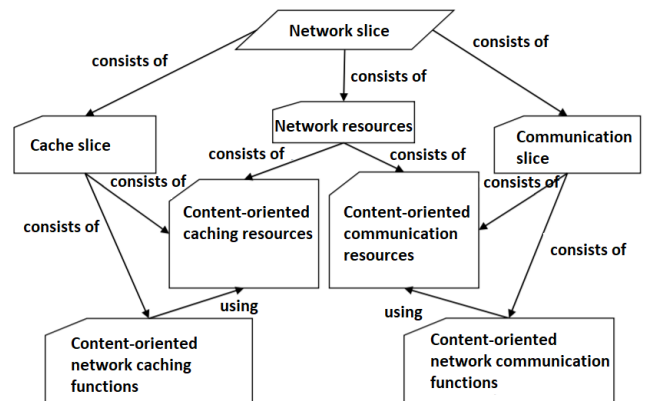 Network slice
consists of
consists of
consists of
Cache slice
Network resources
Communication
slice
consists of
consists of
consists of
consists of
consists of
Content-oriented
caching resources
Content-oriented
communication
resources
consists of
using
using
Content-oriented
network caching
functions
Content-oriented
network communication
functions